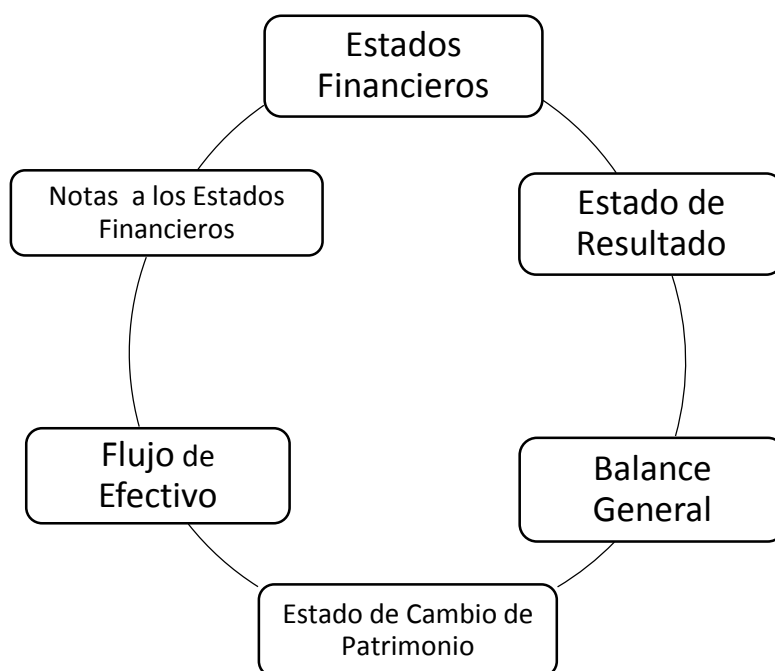 Estados
Financieros
Estado de
Resultado
Balance
General
Estado de Cambio de
Patrimonio
Flujo de
Efectivo
Notas a los Estados
Financieros